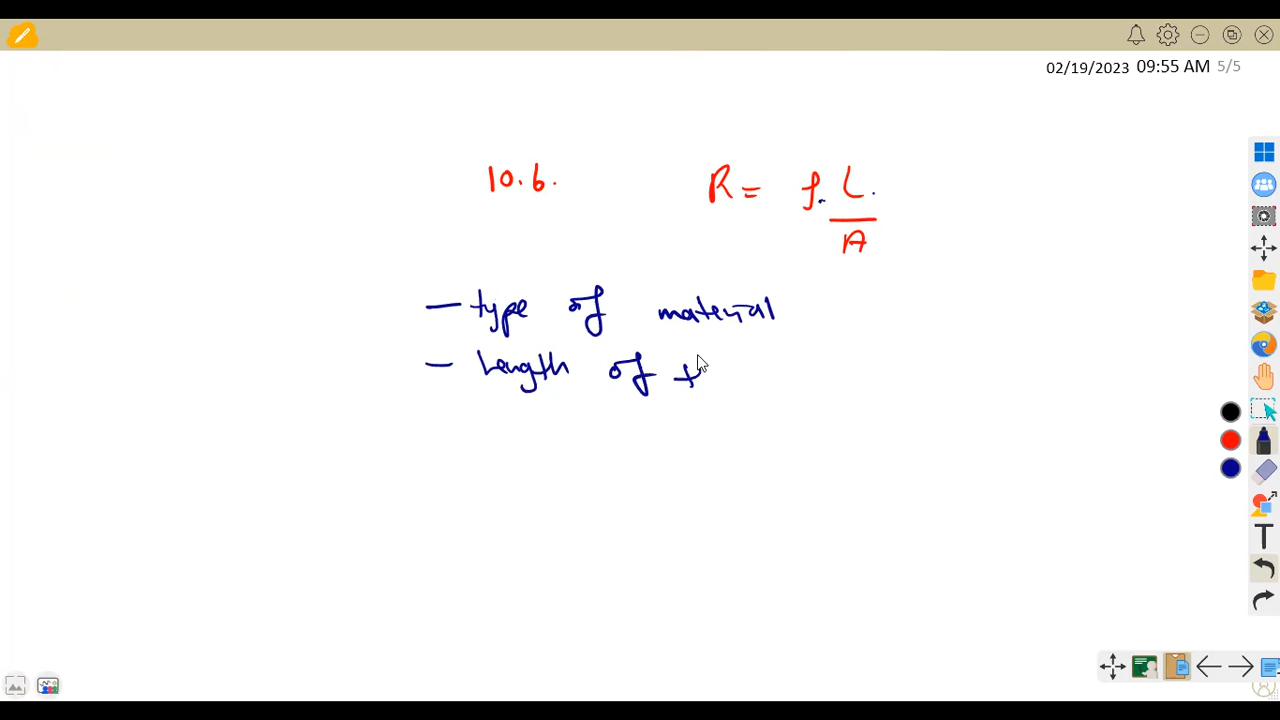 02/19/2023 09:55 AM 5/5
10.6. R = ρ. L.
A
— type of material
— Length of t
T